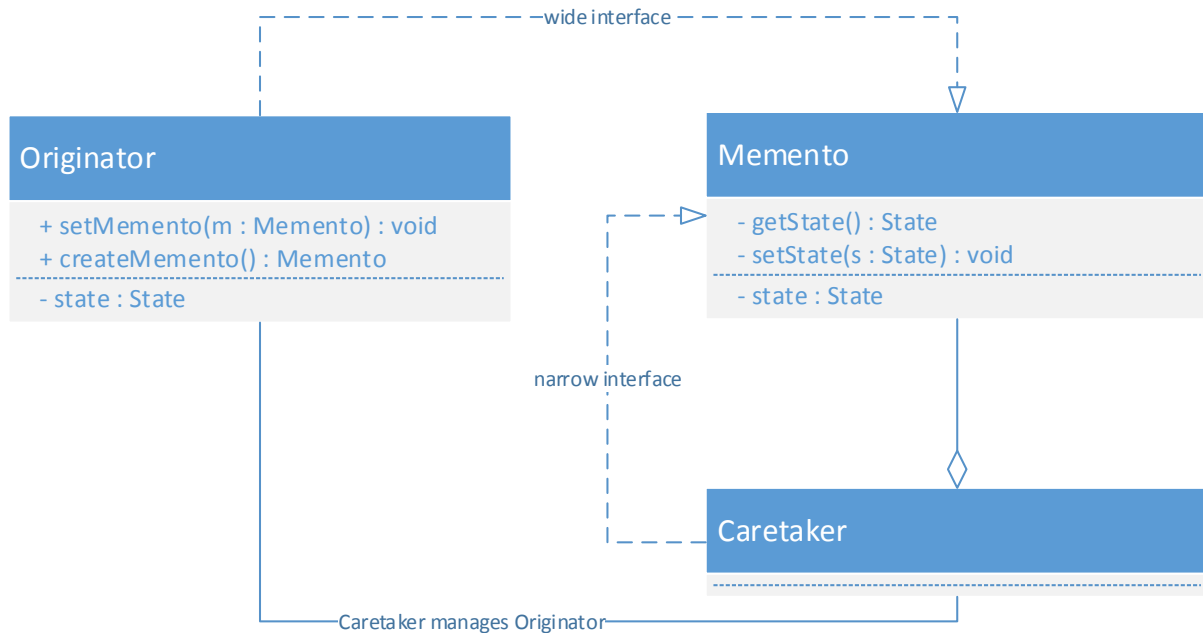 wide interface
Originator
+ setMemento(m : Memento) : void
+ createMemento() : Memento
- state : State
Memento
- getState() : State
- setState(s : State) : void
- state : State
narrow interface
Caretaker
Caretaker manages Originator